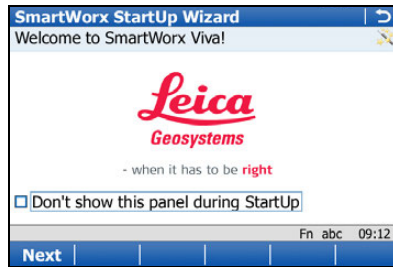 SmartWorx StartUp Wizard
Welcome to SmartWorx Viva!
Leica
Geosystems
- when it has to be right
Don't show this panel during StartUp
Fn abc 09:12
Next